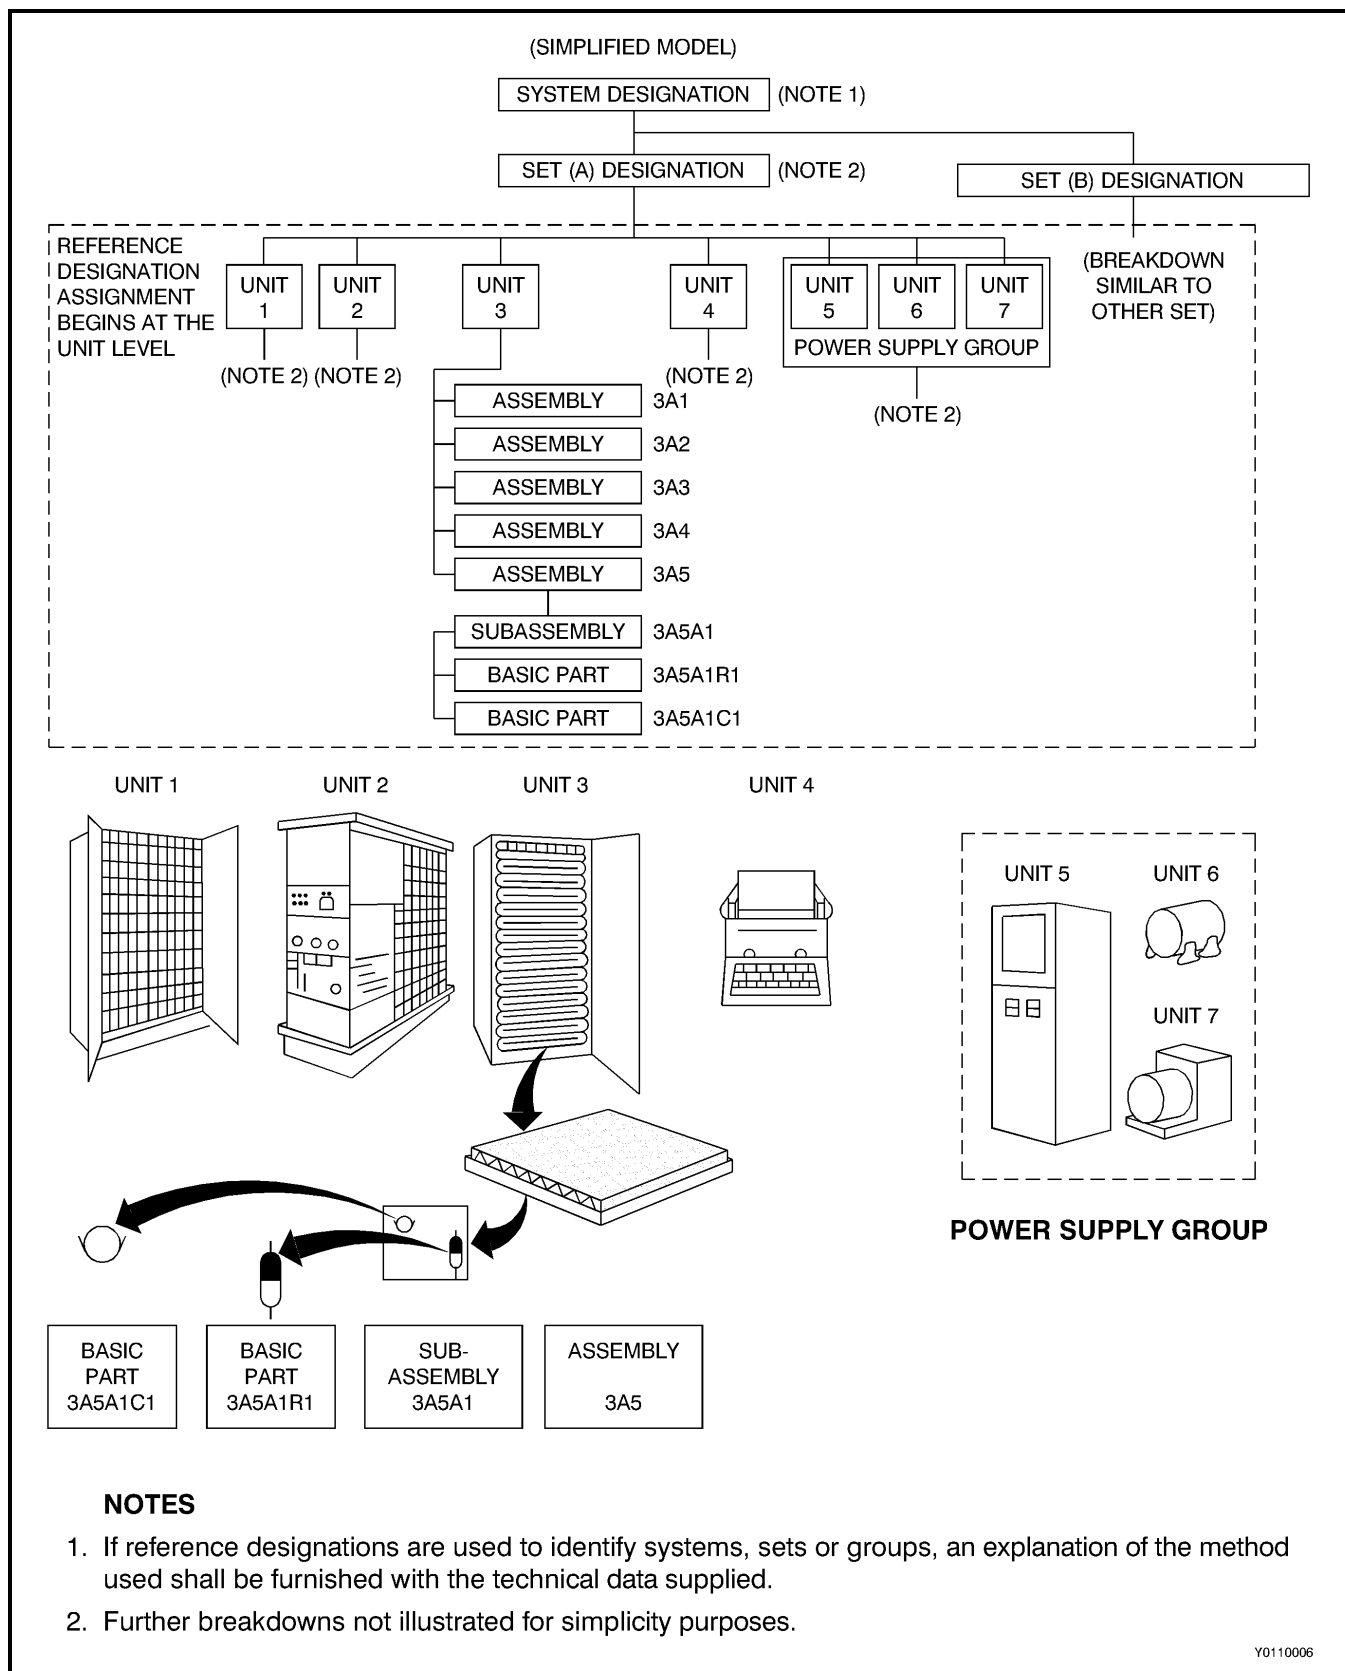 (SIMPLIFIED MODEL)
SYSTEM DESIGNATION (NOTE 1)
SET (A) DESIGNATION (NOTE 2)
SET (B) DESIGNATION
REFERENCE
DESIGNATION
ASSIGNMENT
BEGINS AT THE
UNIT LEVEL
UNIT
1
(NOTE 2)
UNIT
2
(NOTE 2)
UNIT
3
UNIT
4
(NOTE 2)
UNIT
5
UNIT
6
UNIT
7
POWER SUPPLY GROUP
(NOTE 2)
(BREAKDOWN
SIMILAR TO
OTHER SET)
ASSEMBLY 3A1
ASSEMBLY 3A2
ASSEMBLY 3A3
ASSEMBLY 3A4
ASSEMBLY 3A5
SUBASSEMBLY 3A5A1
BASIC PART 3A5A1R1
BASIC PART 3A5A1C1
UNIT 1
UNIT 2
UNIT 3
UNIT 4
UNIT 5
UNIT 6
UNIT 7
POWER SUPPLY GROUP
BASIC
PART
3A5A1C1
BASIC
PART
3A5A1R1
SUB-
ASSEMBLY
3A5A1
ASSEMBLY
3A5
NOTES
1. If reference designations are used to identify systems, sets or groups, an explanation of the method
used shall be furnished with the technical data supplied.
2. Further breakdowns not illustrated for simplicity purposes.
Y0110006